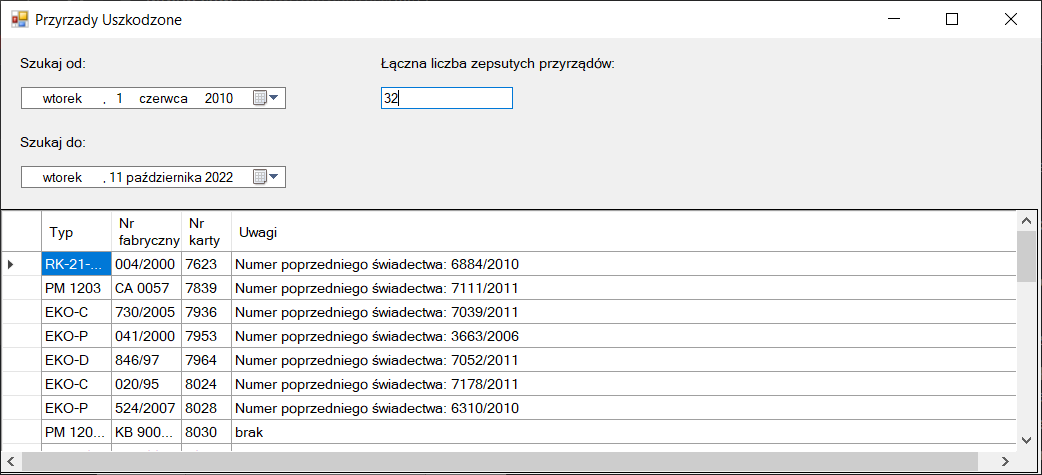 Przyrzady Uszkodzone
Szukaj od:
Łączna liczba zepsutych przyrządów:
wtorek , 1 czerwca 2010
32
Szukaj do:
wtorek , 11 października 2022
Typ Nr fabryczny Nr karty Uwagi
RK-21-... 004/2000 7623 Numer poprzedniego świadectwa: 6884/2010
PM 1203 CA 0057 7839 Numer poprzedniego świadectwa: 7111/2011
EKO-C 730/2005 7936 Numer poprzedniego świadectwa: 7039/2011
EKO-P 041/2000 7953 Numer poprzedniego świadectwa: 3663/2006
EKO-D 846/97 7964 Numer poprzedniego świadectwa: 7052/2011
EKO-C 020/95 8024 Numer poprzedniego świadectwa: 7178/2011
EKO-P 524/2007 8028 Numer poprzedniego świadectwa: 6310/2010
PM 120... KB 900... 8030 brak